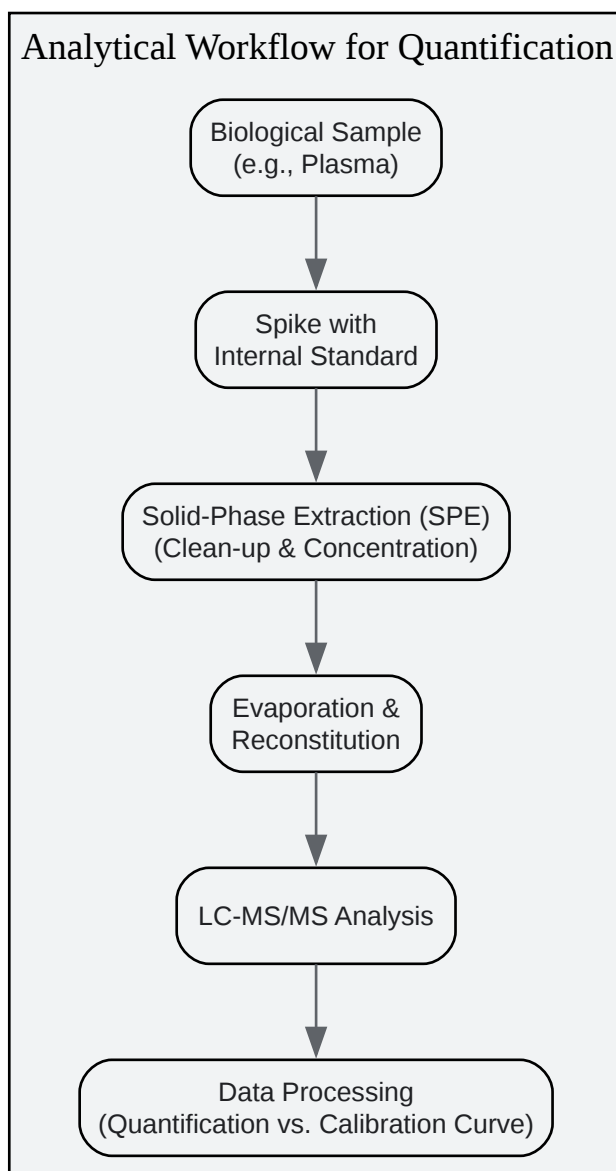 Analytical Workflow for Quantification
Biological Sample
(e.g., Plasma)
Spike with
Internal Standard
Solid-Phase Extraction (SPE)
(Clean-up & Concentration)
Evaporation &
Reconstitution
LC-MS/MS Analysis
Data Processing
(Quantification vs. Calibration Curve)